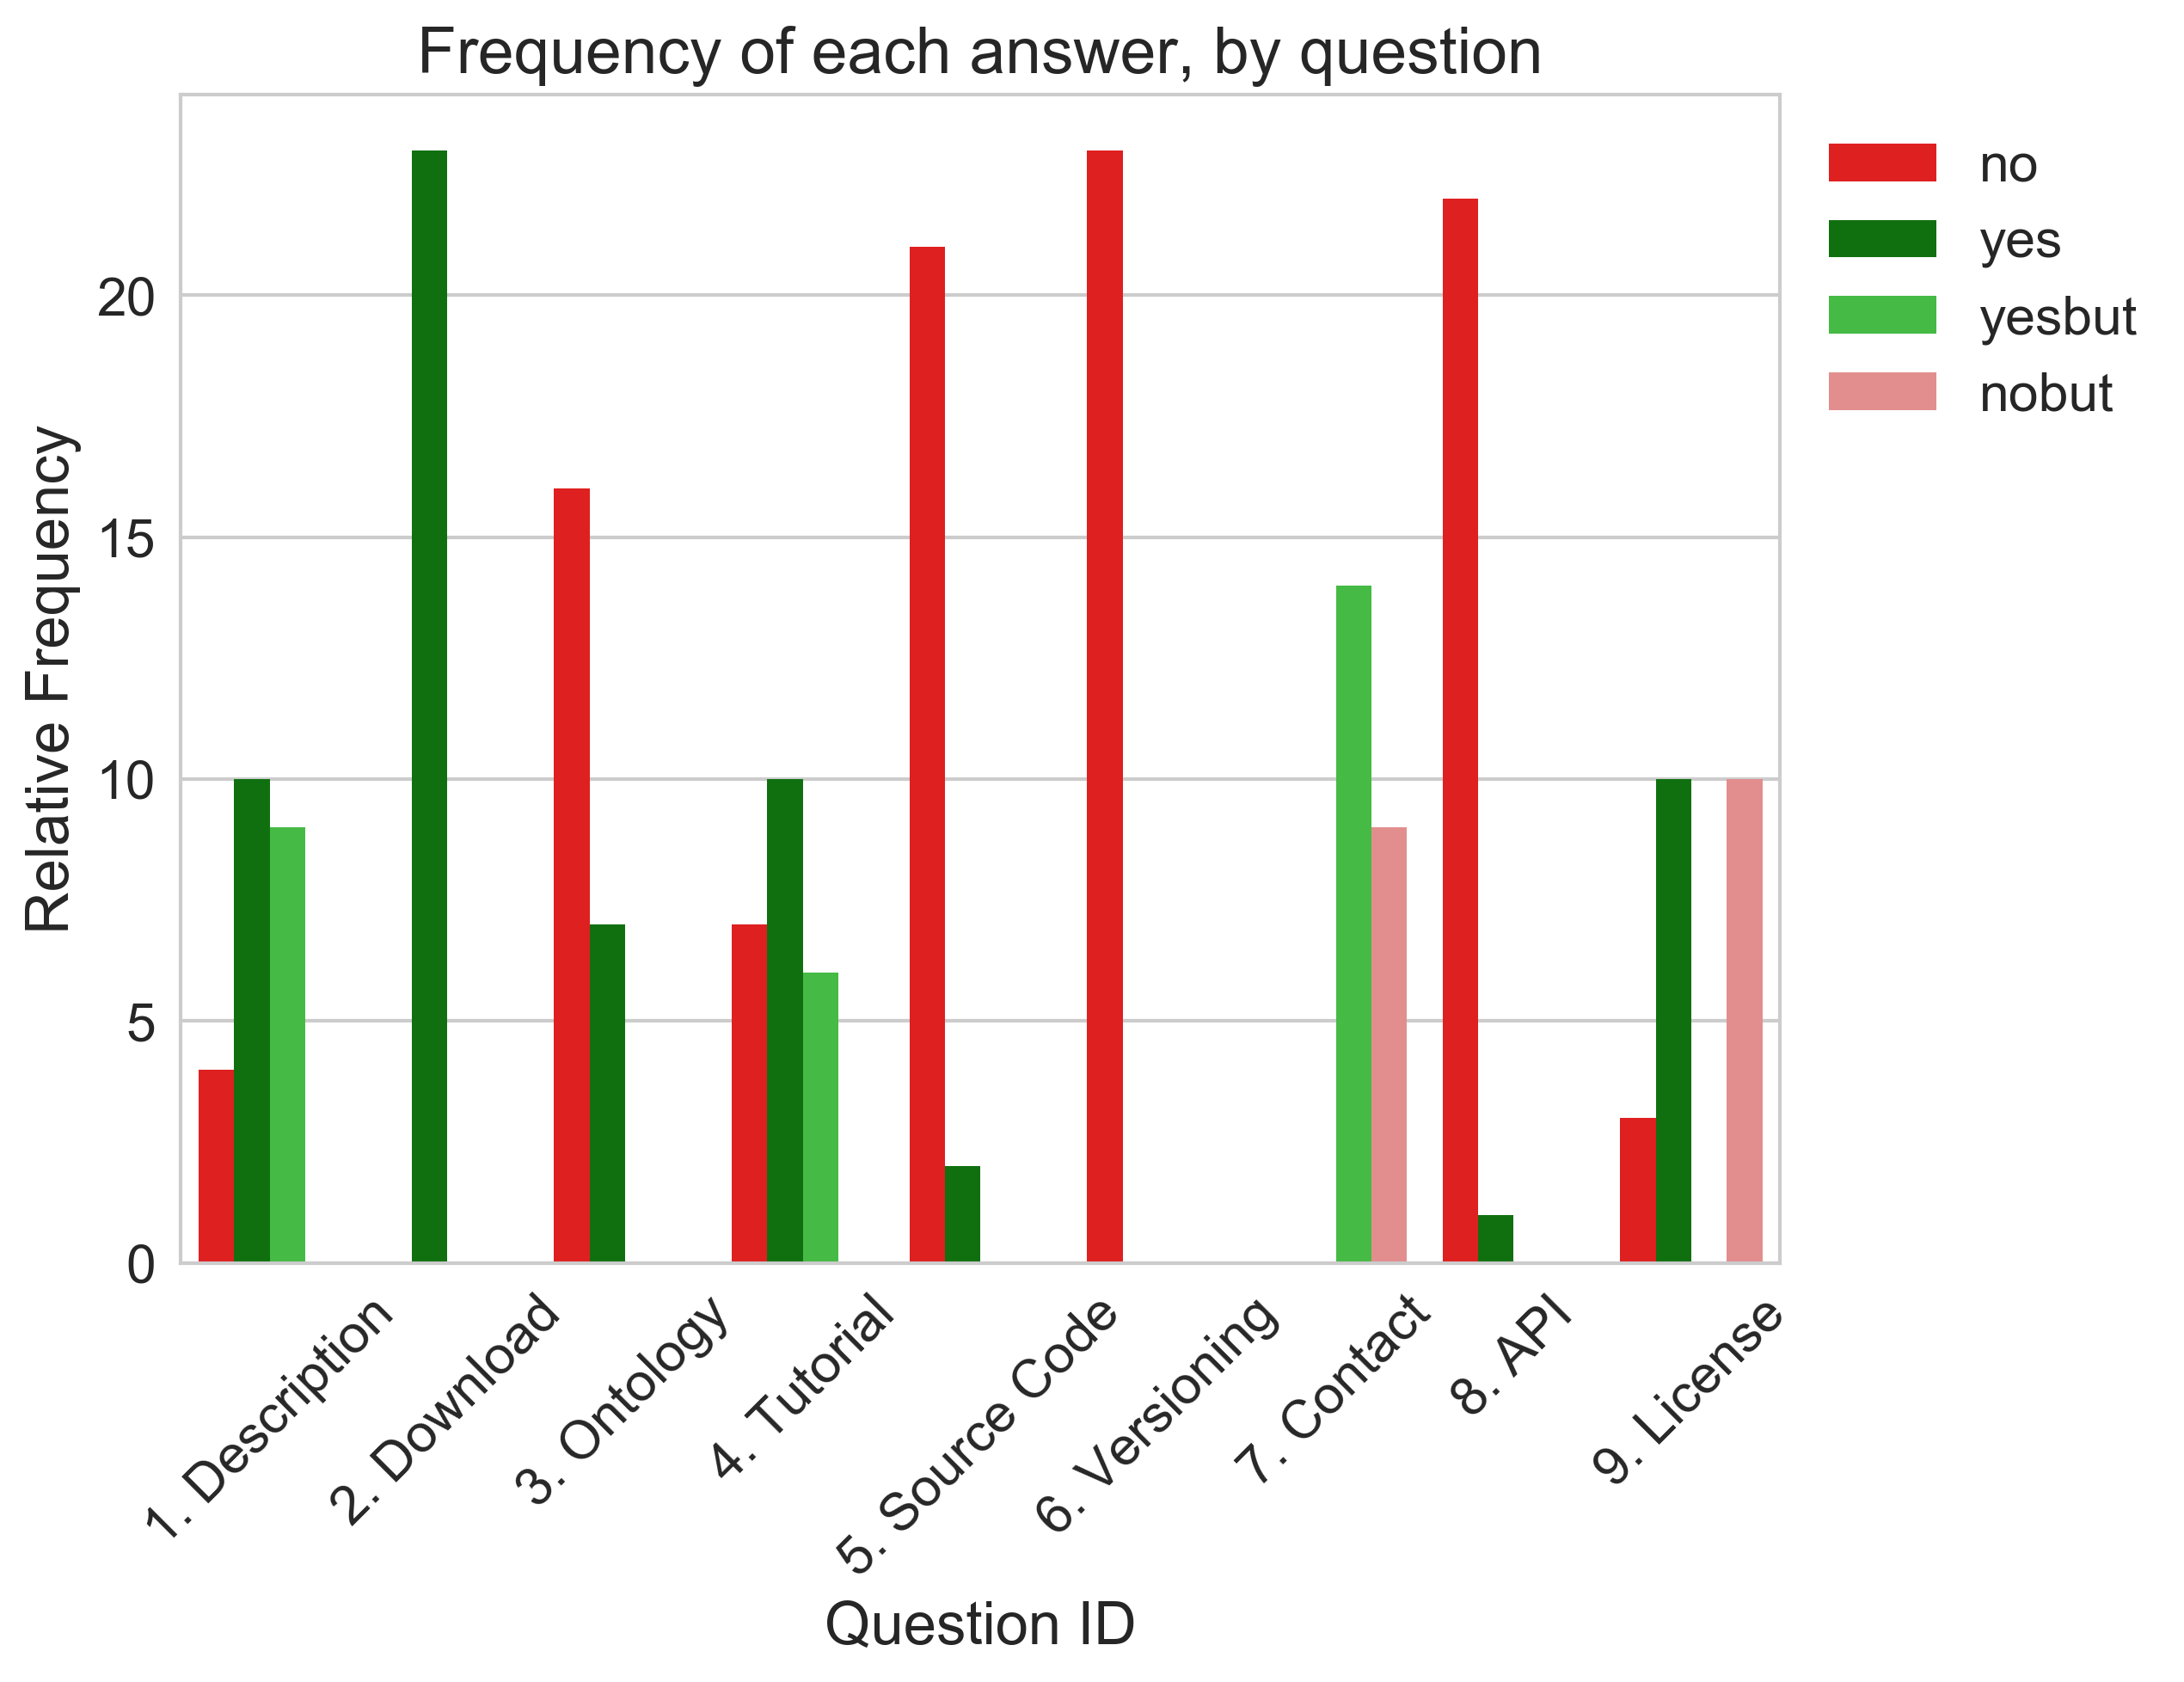 Frequency of each answer, by question
no
yes
yesbut
nobut
Relative Frequency
20
15
10
5
0
1. Description
2. Download
3. Ontology
4. Tutorial
5. Source Code
6. Versioning
7. Contact
8. API
9. License
Question ID